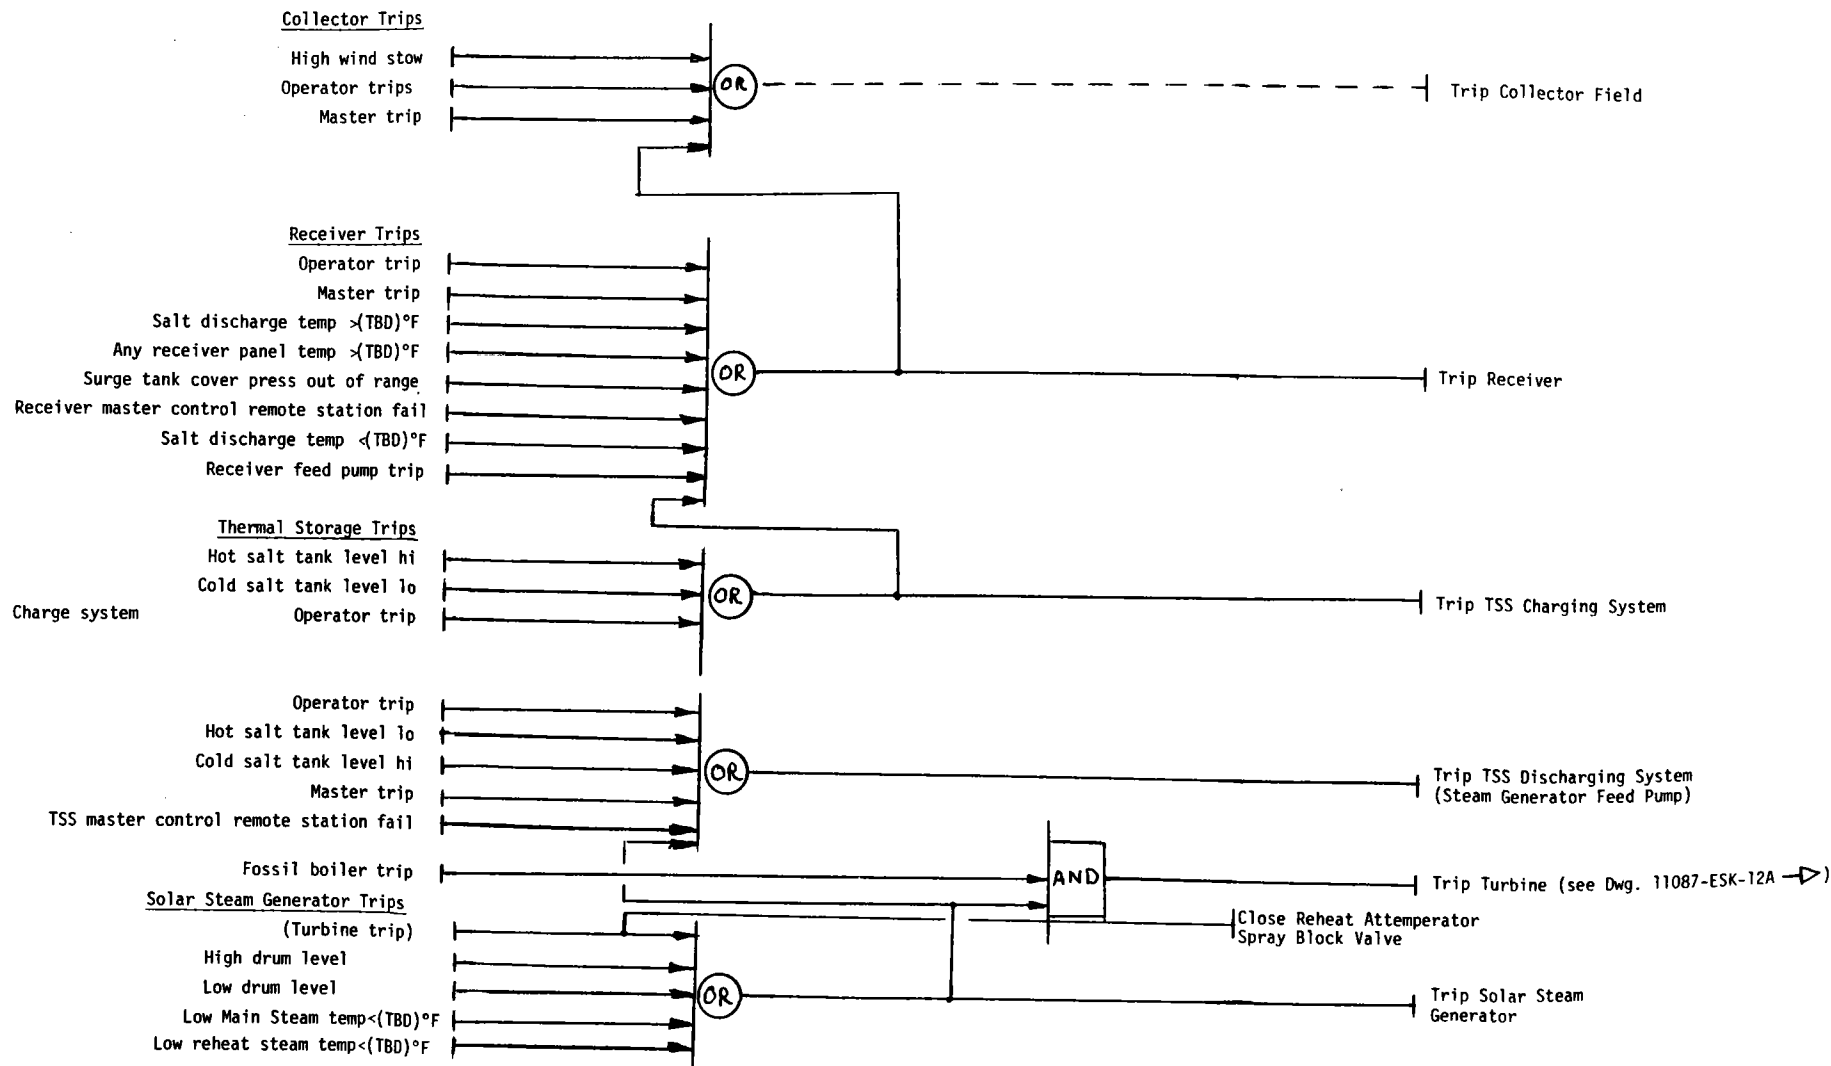 Collector Trips
High wind stow
Operator trips
Master trip
OR
Trip Collector Field
Receiver Trips
Operator trip
Master trip
Salt discharge temp >(TBD)°F
Any receiver panel temp >(TBD)°F
Surge tank cover press out of range
Receiver master control remote station fail
Salt discharge temp <(TBD)°F
Receiver feed pump trip
OR
Trip Receiver
Thermal Storage Trips
Hot salt tank level hi
Cold salt tank level lo
Charge system
Operator trip
OR
Trip TSS Charging System
Operator trip
Hot salt tank level lo
Cold salt tank level hi
Master trip
TSS master control remote station fail
OR
Trip TSS Discharging System
(Steam Generator Feed Pump)
Fossil boiler trip
AND
Trip Turbine (see Dwg. 11087-ESK-12A )
Solar Steam Generator Trips
(Turbine trip)
Close Reheat Attemperator
Spray Block Valve
High drum level
Low drum level
Low Main Steam temp<(TBD)°F
Low reheat steam temp<(TBD)°F
OR
Trip Solar Steam
Generator